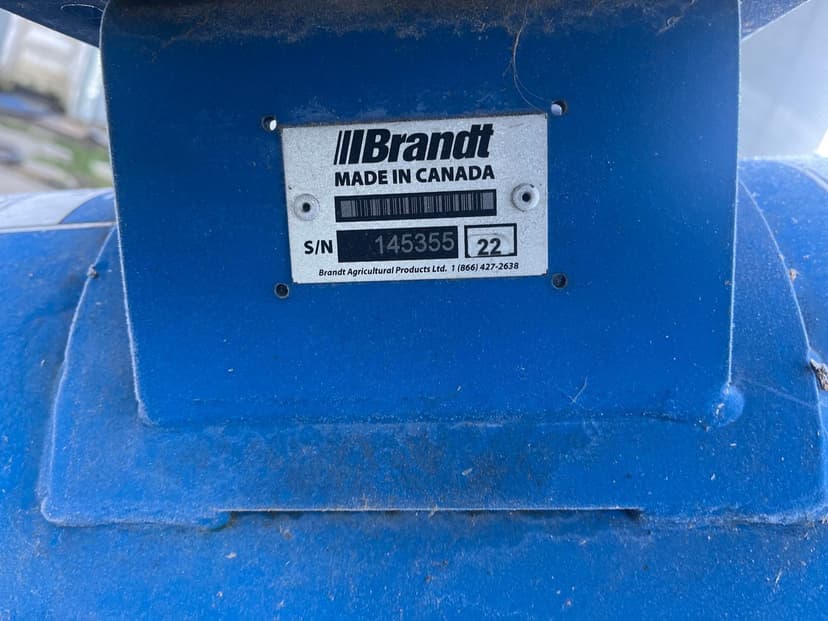 Brandt
MADE IN CANADA
S/N 145355 22
Brandt Agricultural Products Ltd. 1 (866) 427-2638